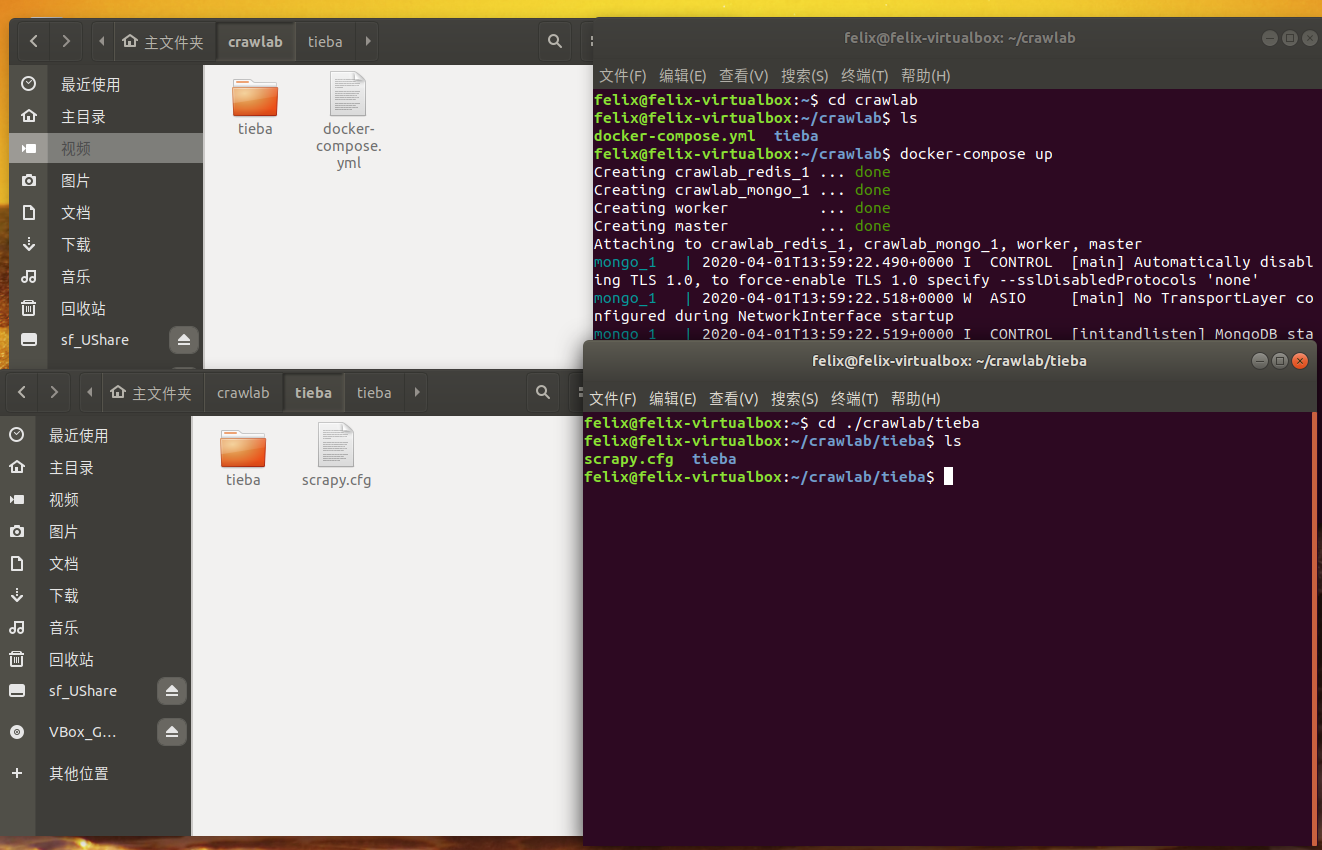 主文件夹 crawlab tieba
最近使用
主目录
视频
图片
文档
下载
音乐
回收站
sf_UShare
tieba
docker-
compose.
yml
felix@felix-virtualbox: ~/crawlab
文件(F) 编辑(E) 查看(V) 搜索(S) 终端(T) 帮助(H)
felix@felix-virtualbox:~$ cd crawlab
felix@felix-virtualbox:~/crawlab$ ls
docker-compose.yml  tieba
felix@felix-virtualbox:~/crawlab$ docker-compose up
Creating crawlab_redis_1 ... done
Creating crawlab_mongo_1 ... done
Creating worker          ... done
Creating master          ... done
Attaching to crawlab_redis_1, crawlab_mongo_1, worker, master
mongo_1   | 2020-04-01T13:59:22.490+0000 I  CONTROL  [main] Automatically disabl
ing TLS 1.0, to force-enable TLS 1.0 specify --sslDisabledProtocols 'none'
mongo_1   | 2020-04-01T13:59:22.518+0000 W  ASIO     [main] No TransportLayer co
nfigured during NetworkInterface startup
mongo_1   | 2020-04-01T13:59:22.519+0000 I  CONTROL  [initandlisten] MongoDB sta
主文件夹 crawlab tieba tieba
最近使用
主目录
视频
图片
文档
下载
音乐
回收站
sf_UShare
VBox_G...
其他位置
tieba
scrapy.cfg
felix@felix-virtualbox: ~/crawlab/tieba
文件(F) 编辑(E) 查看(V) 搜索(S) 终端(T) 帮助(H)
felix@felix-virtualbox:~$ cd ./crawlab/tieba
felix@felix-virtualbox:~/crawlab/tieba$ ls
scrapy.cfg  tieba
felix@felix-virtualbox:~/crawlab/tieba$